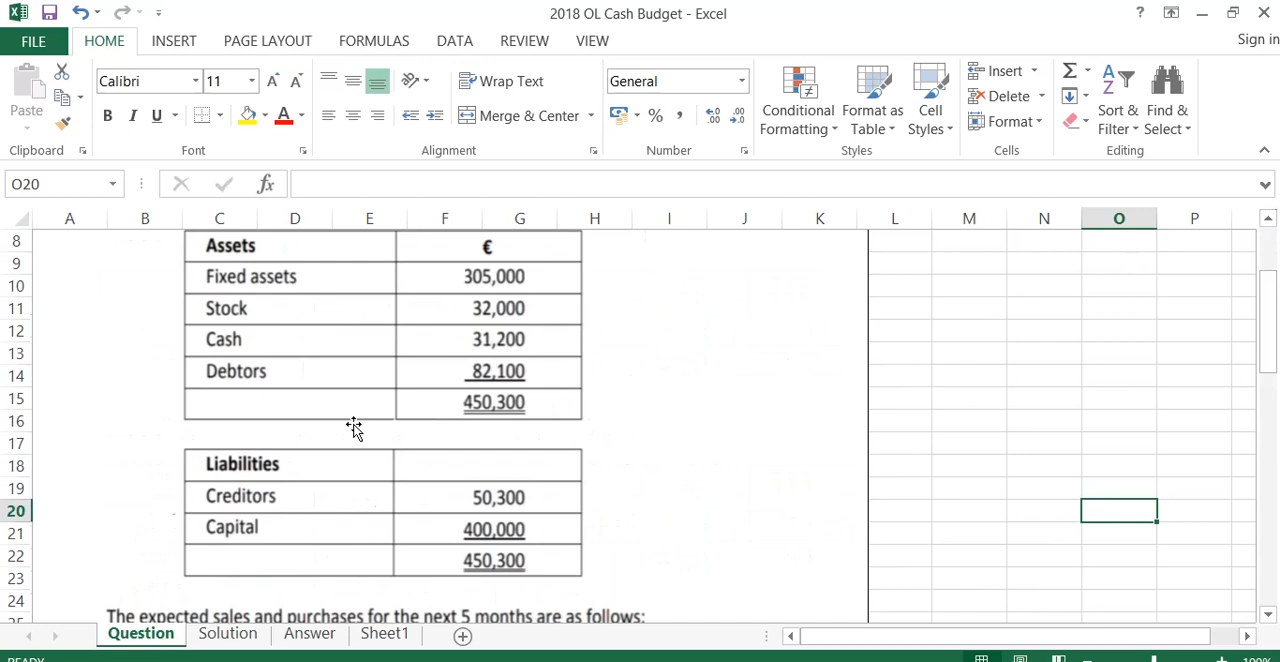 2018 OL Cash Budget - Excel
?
FILE HOME INSERT PAGE LAYOUT FORMULAS DATA REVIEW VIEW
Sign in
Calibri 11
Wrap Text
General
Insert
Delete
Format
Paste
B I U
Merge & Center
% ,
Conditional Formatting
Format as Table
Cell Styles
Sort & Filter
Find & Select
Clipboard Font Alignment Number Styles Cells Editing
O20 fx
A B C D E F G H I J K L M N O P
8
9
10
11
12
13
14
15
16
17
18
19
20
21
22
23
24
Assets €
Fixed assets 305,000
Stock 32,000
Cash 31,200
Debtors 82,100
450,300
Liabilities
Creditors 50,300
Capital 400,000
450,300
The expected sales and purchases for the next 5 months are as follows:
Question Solution Answer Sheet1
READY 100%